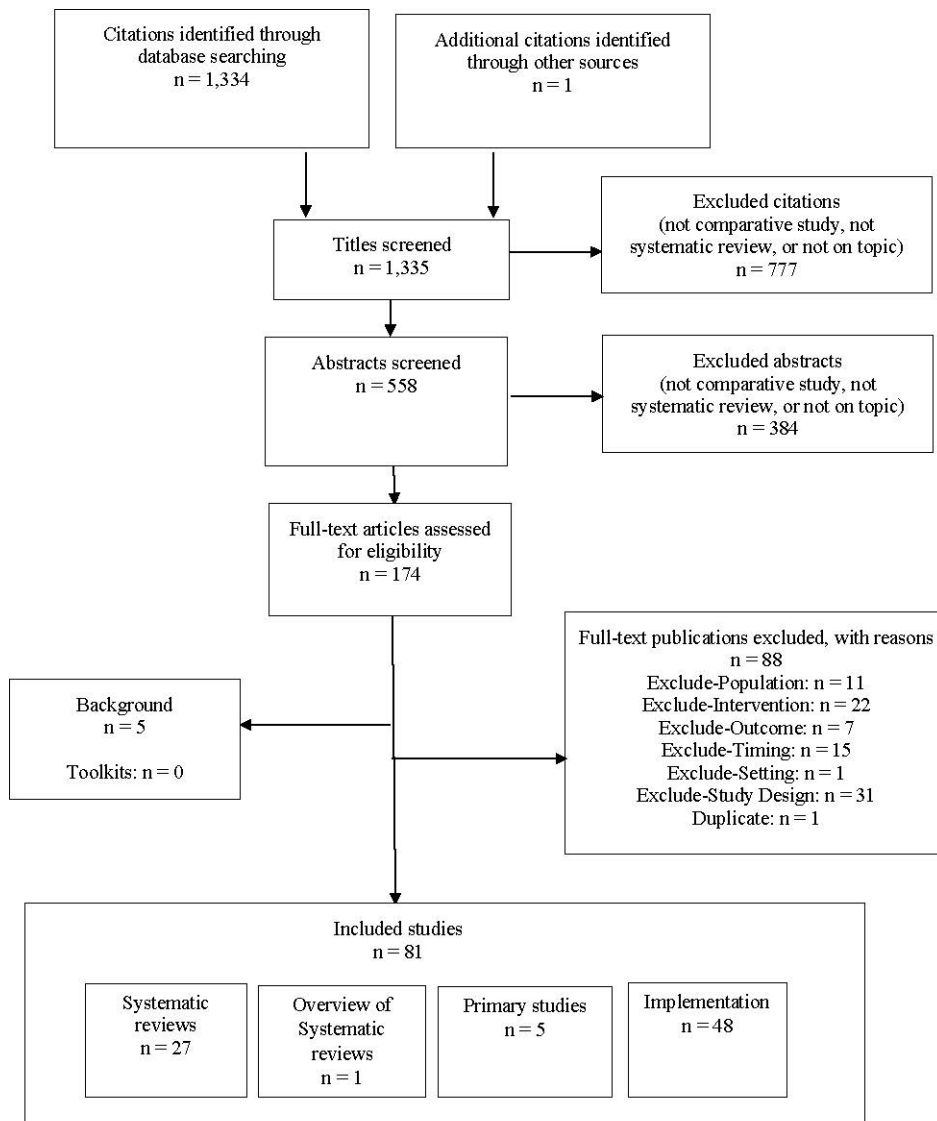 Citations identified through
database searching
n = 1,334
Additional citations identified
through other sources
n = 1
Titles screened
n = 1,335
Excluded citations
(not comparative study, not
systematic review, or not on topic)
n = 777
Abstracts screened
n = 558
Excluded abstracts
(not comparative study, not
systematic review, or not on topic)
n = 384
Full-text articles assessed
for eligibility
n = 174
Full-text publications excluded, with reasons
n = 88
Exclude-Population: n = 11
Exclude-Intervention: n = 22
Exclude-Outcome: n = 7
Exclude-Timing: n = 15
Exclude-Setting: n = 1
Exclude-Study Design: n = 31
Duplicate: n = 1
Background
n = 5
Toolkits: n = 0
Included studies
n = 81
Systematic
reviews
n = 27
Overview of
Systematic
reviews
n = 1
Primary studies
n = 5
Implementation
n = 48